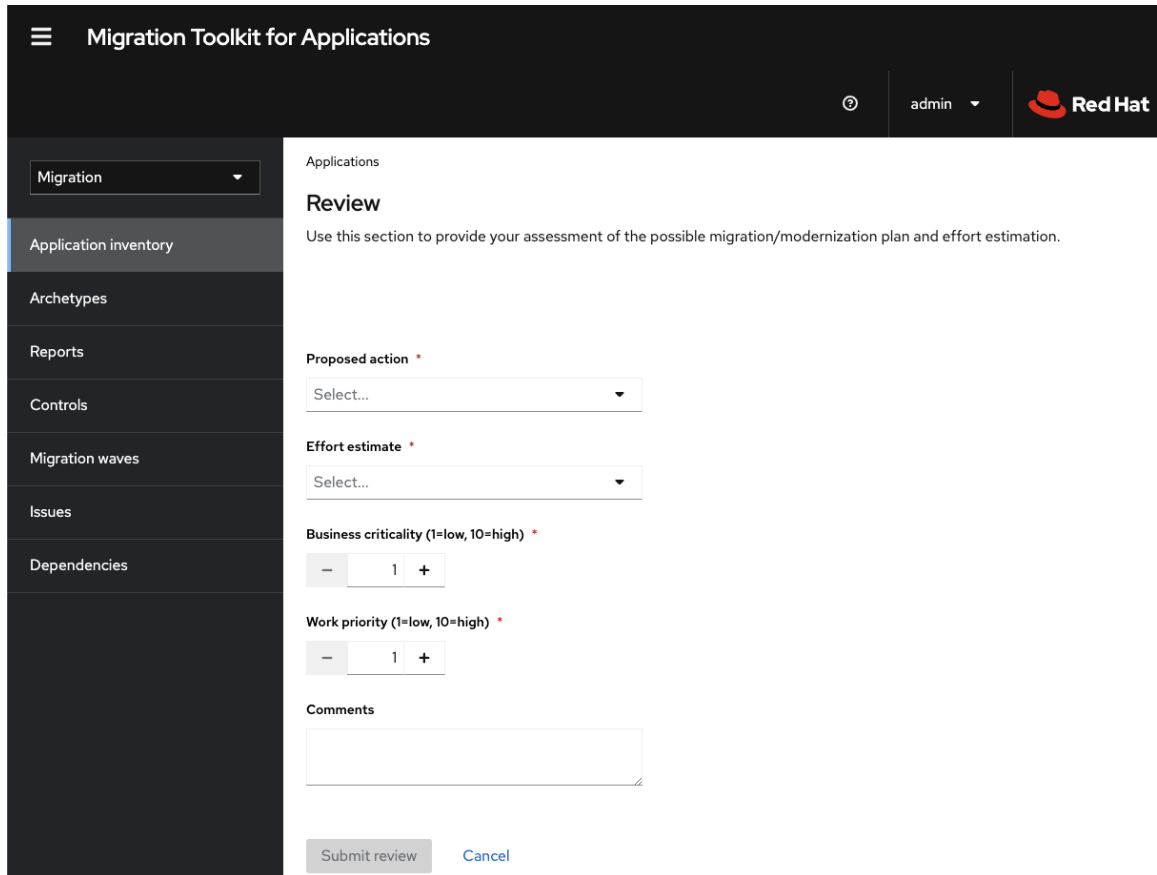 Migration Toolkit for Applications
admin
Red Hat
Migration
Application inventory
Archetypes
Reports
Controls
Migration waves
Issues
Dependencies
Applications
Review
Use this section to provide your assessment of the possible migration/modernization plan and effort estimation.
Proposed action *
Select...
Effort estimate *
Select...
Business criticality (1=low, 10=high) *
− 1 +
Work priority (1=low, 10=high) *
− 1 +
Comments
Submit review Cancel